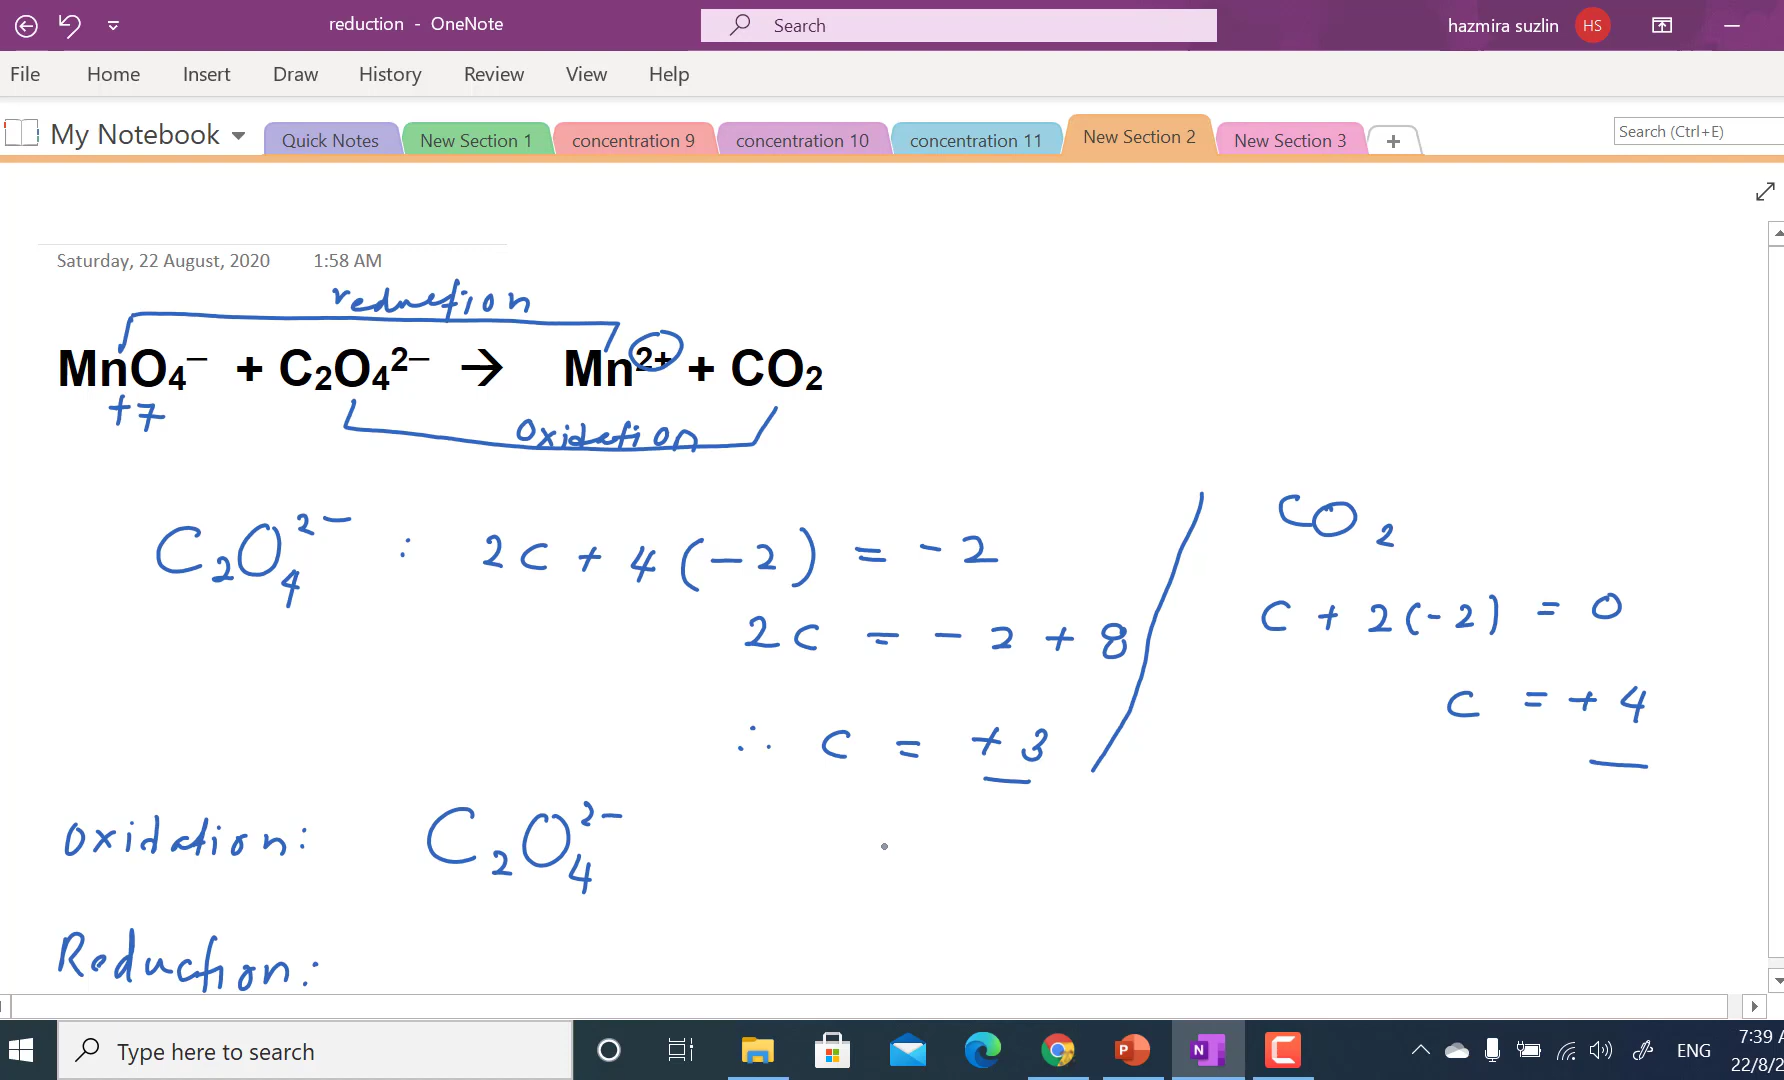 reduction - OneNote
Search
hazmira suzlin HS
File Home Insert Draw History Review View Help
My Notebook Quick Notes New Section 1 concentration 9 concentration 10 concentration 11 New Section 2 New Section 3 + Search (Ctrl+E)
Saturday, 22 August, 2020 1:58 AM
reduction
MnO₄⁻ + C₂O₄²⁻ → Mn²⁺ + CO₂
+7
oxidation
C₂O₄²⁻ : 2C + 4(-2) = -2
2C = -2 + 8
∴ C = +3
CO₂
C + 2(-2) = 0
C = +4
Oxidation: C₂O₄²⁻
Reduction:
Type here to search
P N C
ENG
7:39
22/8/2